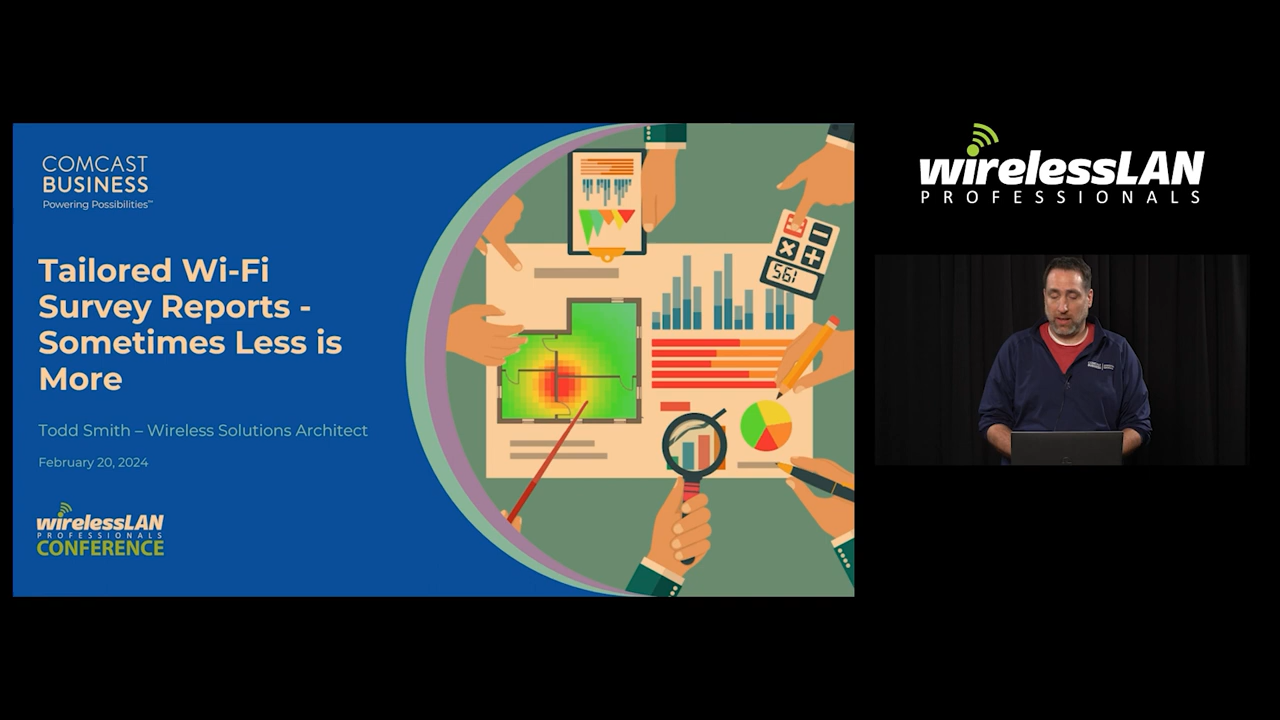 COMCAST
BUSINESS
Powering Possibilities™
Tailored Wi-Fi
Survey Reports -
Sometimes Less is
More
Todd Smith – Wireless Solutions Architect
February 20, 2024
wirelessLAN
PROFESSIONALS
CONFERENCE
wirelessLAN
PROFESSIONALS